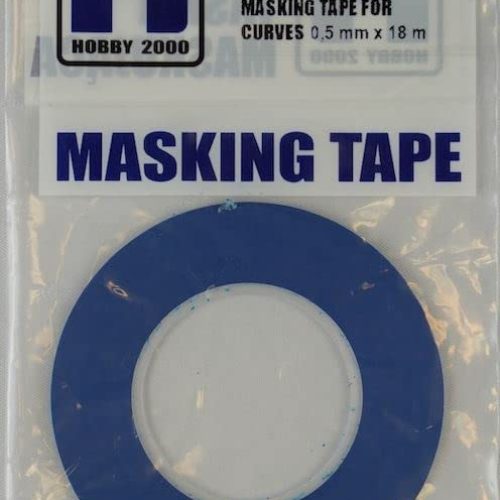 H
HOBBY 2000
MASKING TAPE FOR
CURVES 0,5 mm x 18 m
MASKING TAPE